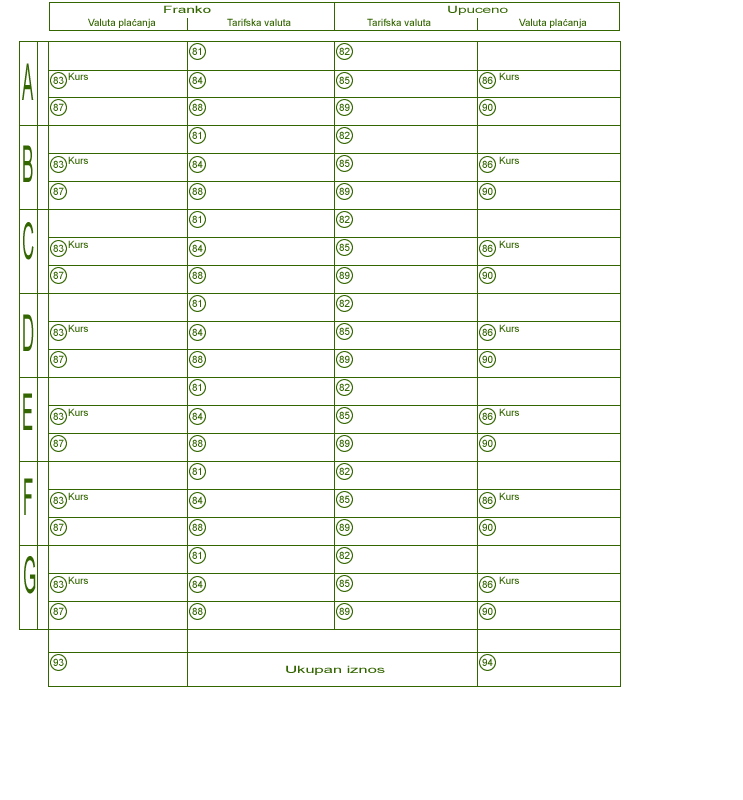 Franko Upuceno
Valuta plaćanja Tarifska valuta Tarifska valuta Valuta plaćanja
A
81 82
83 Kurs 84 85 86 Kurs
87 88 89 90
B
81 82
83 Kurs 84 85 86 Kurs
87 88 89 90
C
81 82
83 Kurs 84 85 86 Kurs
87 88 89 90
D
81 82
83 Kurs 84 85 86 Kurs
87 88 89 90
E
81 82
83 Kurs 84 85 86 Kurs
87 88 89 90
F
81 82
83 Kurs 84 85 86 Kurs
87 88 89 90
G
81 82
83 Kurs 84 85 86 Kurs
87 88 89 90
93 Ukupan iznos 94